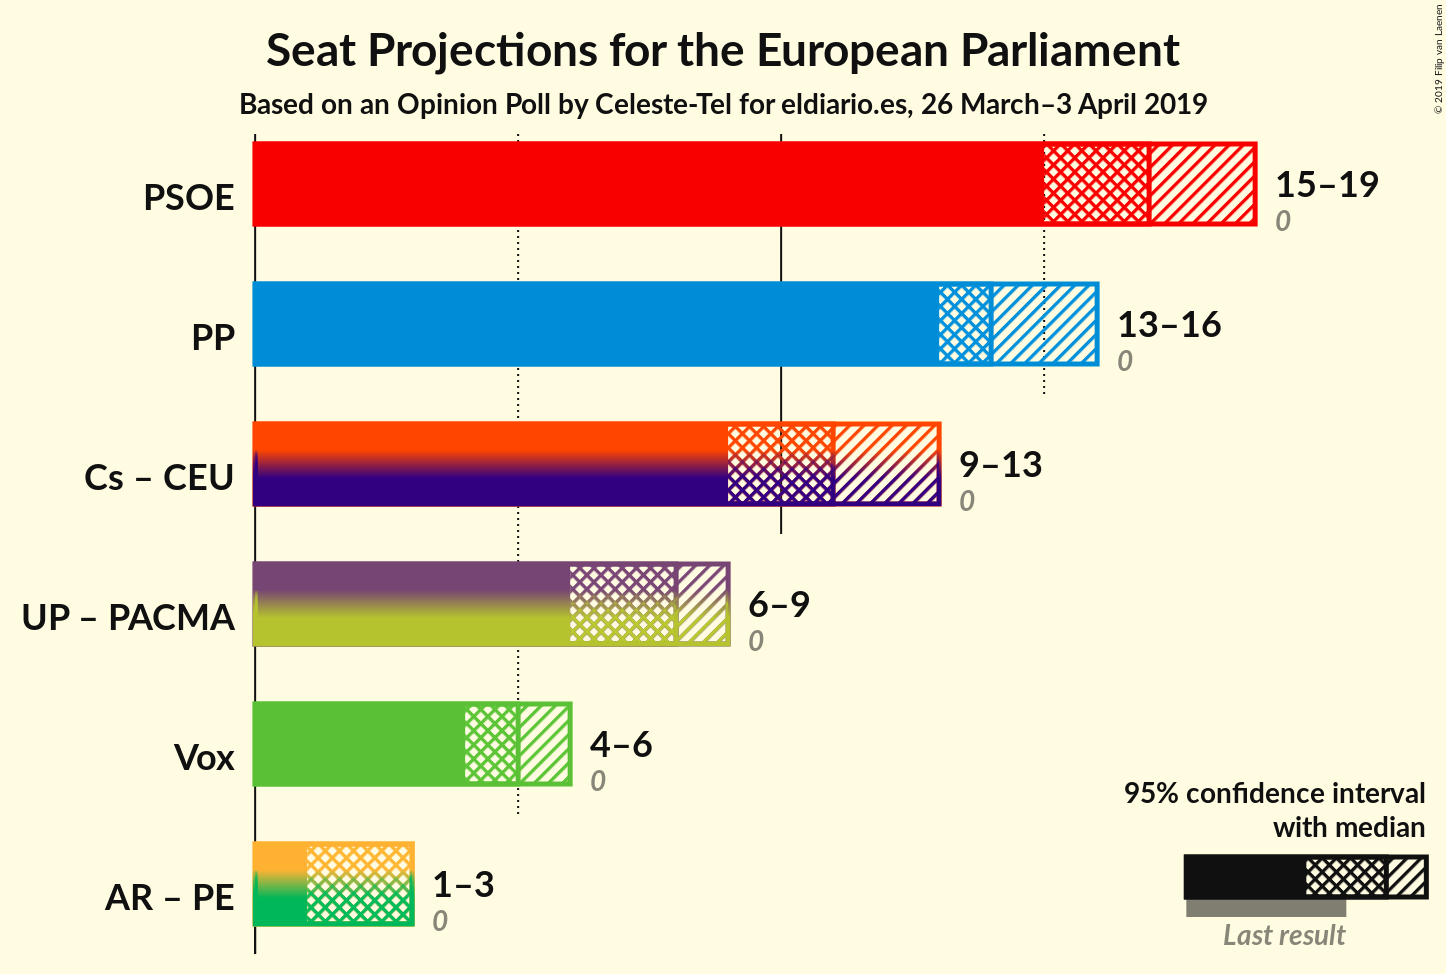 Seat Projections for the European Parliament
Based on an Opinion Poll by Celeste-Tel for eldiario.es, 26 March–3 April 2019
© 2019 Filip van Laenen
PSOE
15–19
0
PP
13–16
0
Cs – CEU
9–13
0
UP – PACMA
6–9
0
Vox
4–6
0
AR – PE
1–3
0
95% confidence interval
with median
Last result